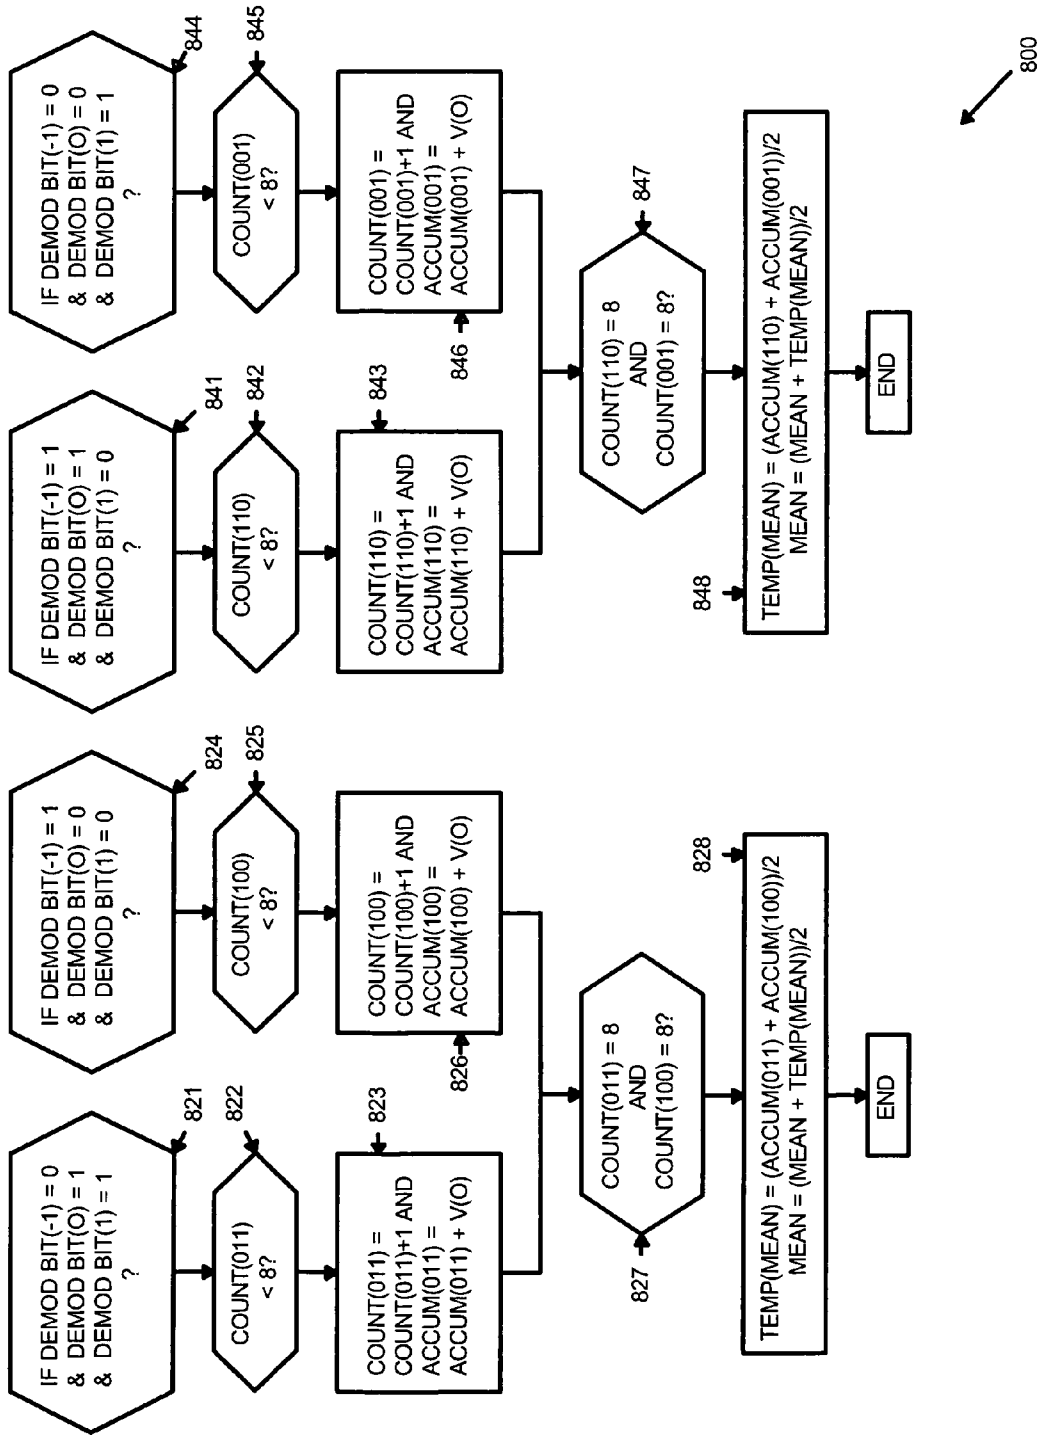 IF DEMOD BIT(-1) = 0
& DEMOD BIT(O) = 1
& DEMOD BIT(1) = 1
?
821
COUNT(011)
< 8?
822
COUNT(011) =
COUNT(011)+1 AND
ACCUM(011) =
ACCUM(011) + V(O)
823
IF DEMOD BIT(-1) = 1
& DEMOD BIT(O) = 0
& DEMOD BIT(1) = 0
?
824
COUNT(100)
< 8?
825
COUNT(100) =
COUNT(100)+1 AND
ACCUM(100) =
ACCUM(100) + V(O)
826
COUNT(011) = 8
AND
COUNT(100) = 8?
827
828
TEMP(MEAN) = (ACCUM(011) + ACCUM(100))/2
MEAN = (MEAN + TEMP(MEAN))/2
END
IF DEMOD BIT(-1) = 1
& DEMOD BIT(O) = 1
& DEMOD BIT(1) = 0
?
841
COUNT(110)
< 8?
842
COUNT(110) =
COUNT(110)+1 AND
ACCUM(110) =
ACCUM(110) + V(O)
843
IF DEMOD BIT(-1) = 0
& DEMOD BIT(O) = 0
& DEMOD BIT(1) = 1
?
844
COUNT(001)
< 8?
845
COUNT(001) =
COUNT(001)+1 AND
ACCUM(001) =
ACCUM(001) + V(O)
846
COUNT(110) = 8
AND
COUNT(001) = 8?
847
848
TEMP(MEAN) = (ACCUM(110) + ACCUM(001))/2
MEAN = (MEAN + TEMP(MEAN))/2
END
800